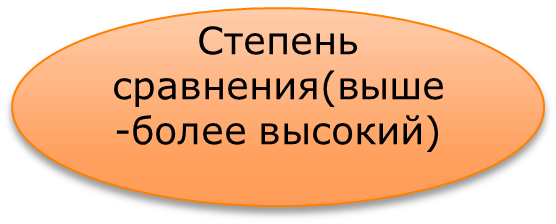 Степень
сравнения(выше
-более высокий)